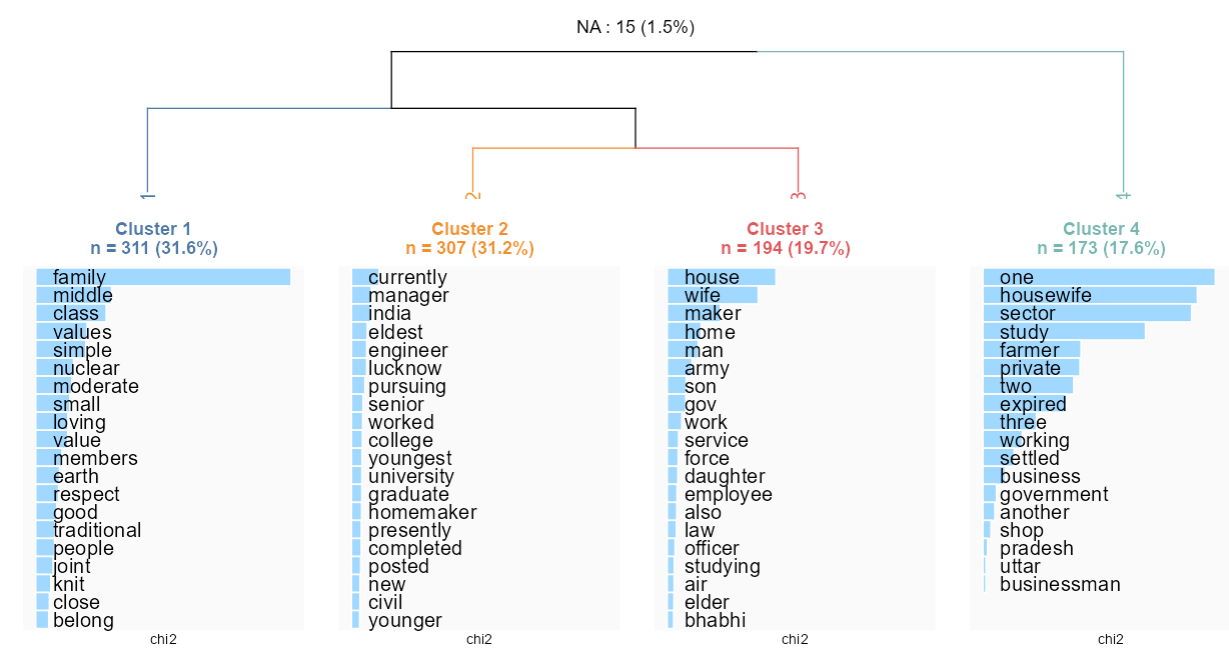 NA : 15 (1.5%)
1
2
3
4
Cluster 1
n = 311 (31.6%)
family
middle
class
values
simple
nuclear
moderate
small
loving
value
members
earth
respect
good
traditional
people
joint
knit
close
belong
chi2
Cluster 2
n = 307 (31.2%)
currently
manager
india
eldest
engineer
lucknow
pursuing
senior
worked
college
youngest
university
graduate
homemaker
presently
completed
posted
new
civil
younger
chi2
Cluster 3
n = 194 (19.7%)
house
wife
maker
home
man
army
son
gov
work
service
force
daughter
employee
also
law
officer
studying
air
elder
bhabhi
chi2
Cluster 4
n = 173 (17.6%)
one
housewife
sector
study
farmer
private
two
expired
three
working
settled
business
government
another
shop
pradesh
uttar
businessman
chi2